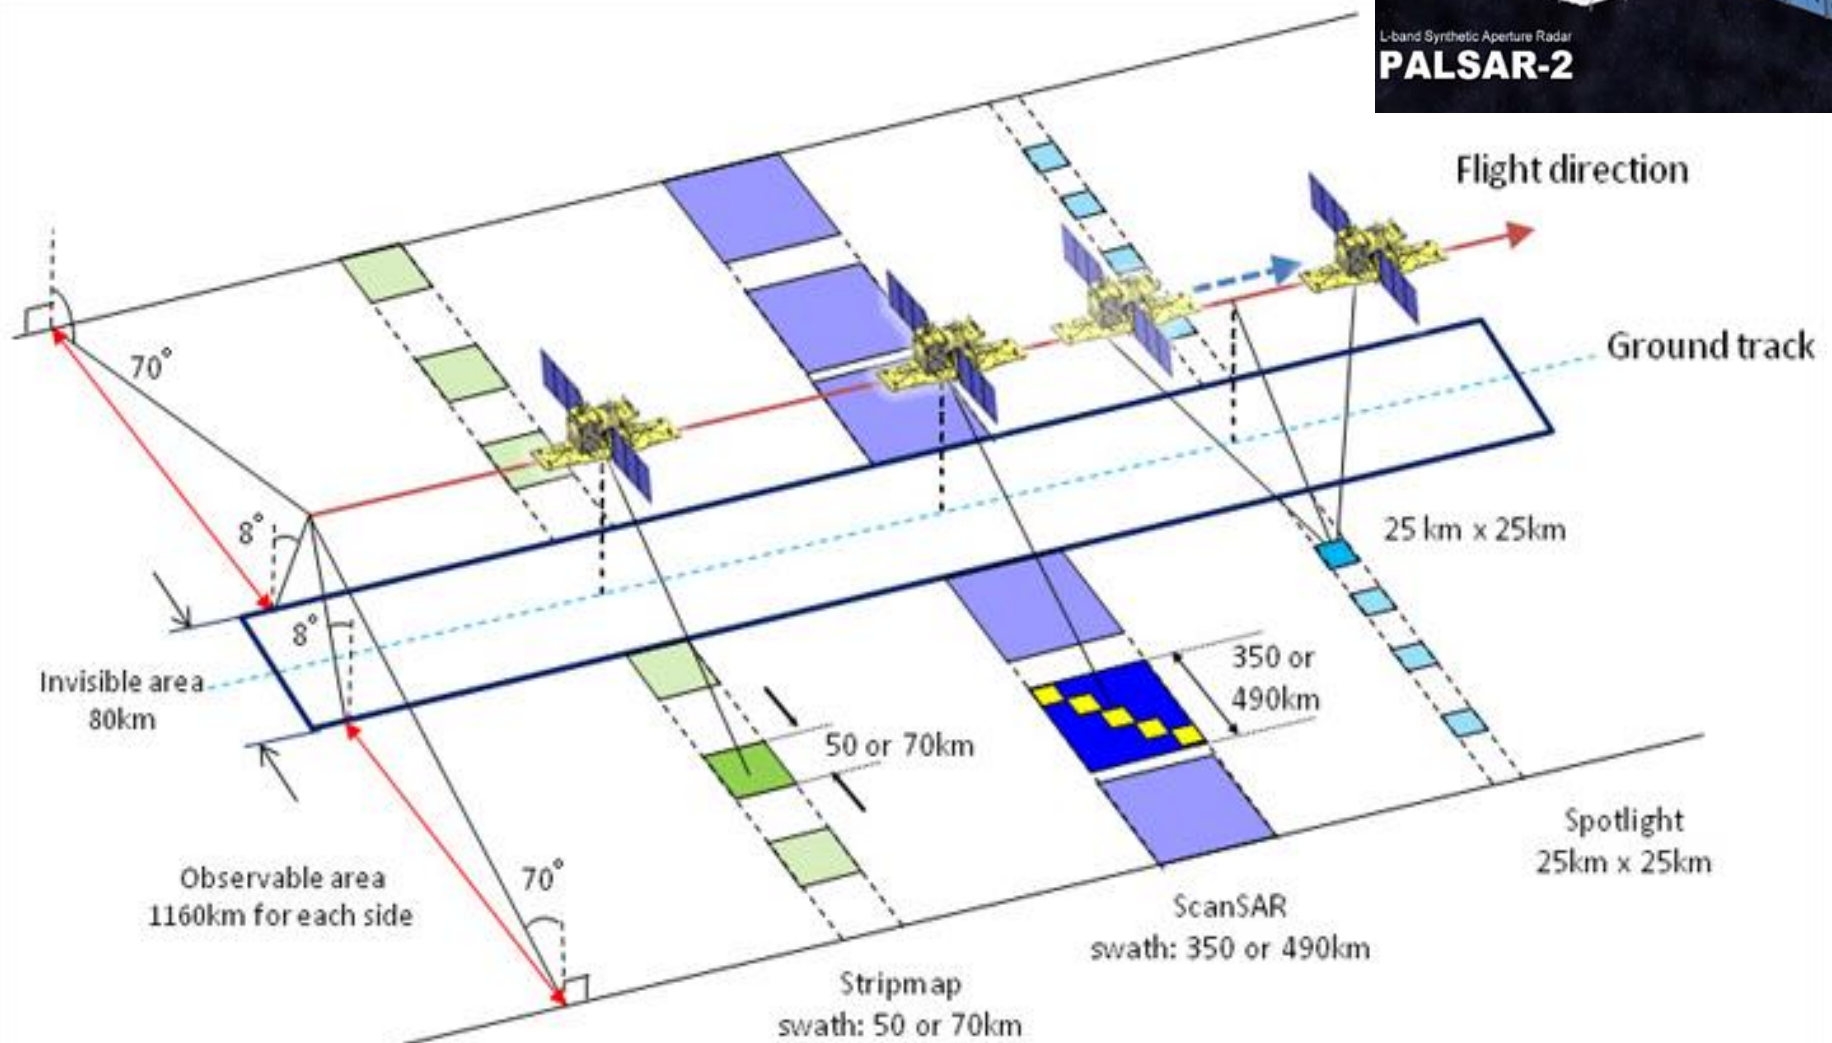 L-band Synthetic Aperture Radar
PALSAR-2
Flight direction
Ground track
70°
8°
8°
25 km x 25km
Invisible area
80km
350 or
490km
50 or 70km
Observable area
1160km for each side
70°
Spotlight
25km x 25km
ScanSAR
swath: 350 or 490km
Stripmap
swath: 50 or 70km